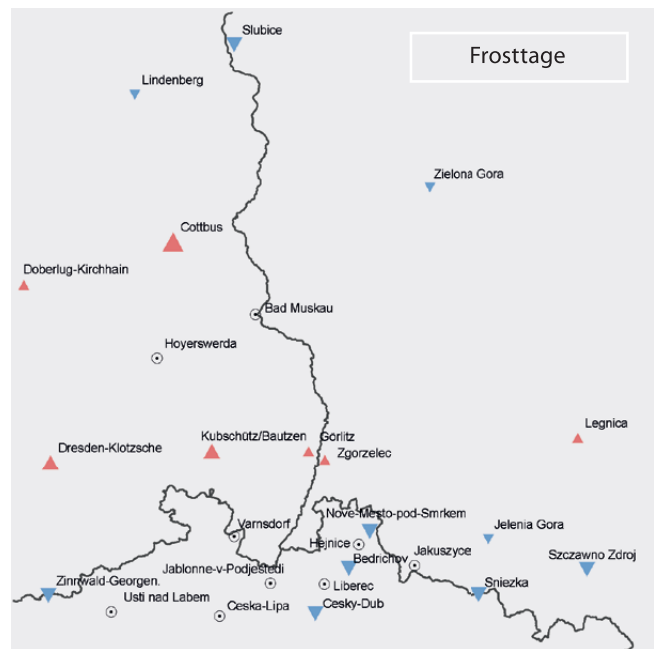 Slubice
Frosttage
Lindenberg
Zielona Gora
Cottbus
Doberlug-Kirchhain
Bad Muskau
Hoyerswerda
Legnica
Kubschütz/Bautzen
Görlitz
Dresden-Klotzsche
Zgorzelec
Nove-Mesto-pod-Smrkem
Varnsdorf
Jelenia Gora
Hejnice
Jakuszyce
Szczawno Zdroj
Bedrichov
Jablonne-v-Podjestedi
Zinnwald-Georgen.
Liberec
Sniezka
Usti nad Labem
Ceska-Lipa
Cesky-Dub